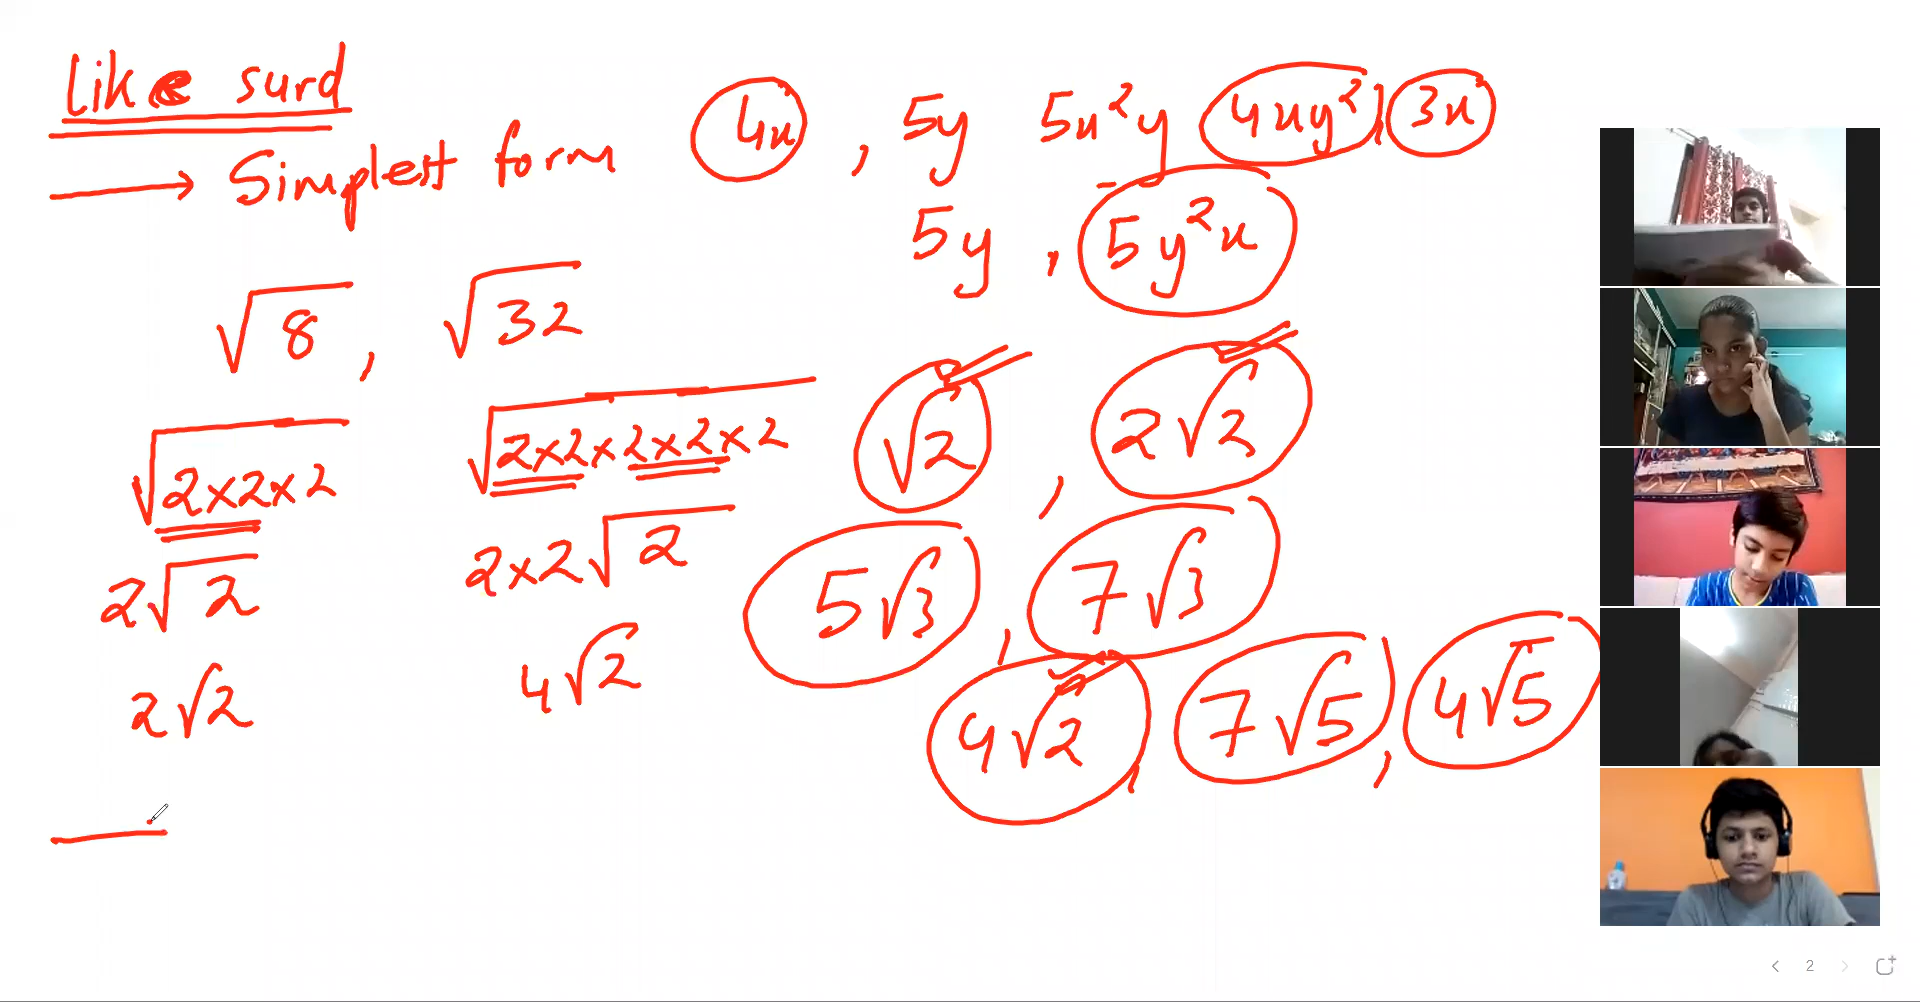 Like surd
→ Simplest form
4x , 5y 5x²y 4xy² , 3x
5y , 5y²x
√8 , √32
√2×2×2 √2×2×2×2×2
√2 , 2√2
2√2 2×2√2
5√3 , 7√3
2√2 4√2
4√2 , 7√5 , 4√5
2